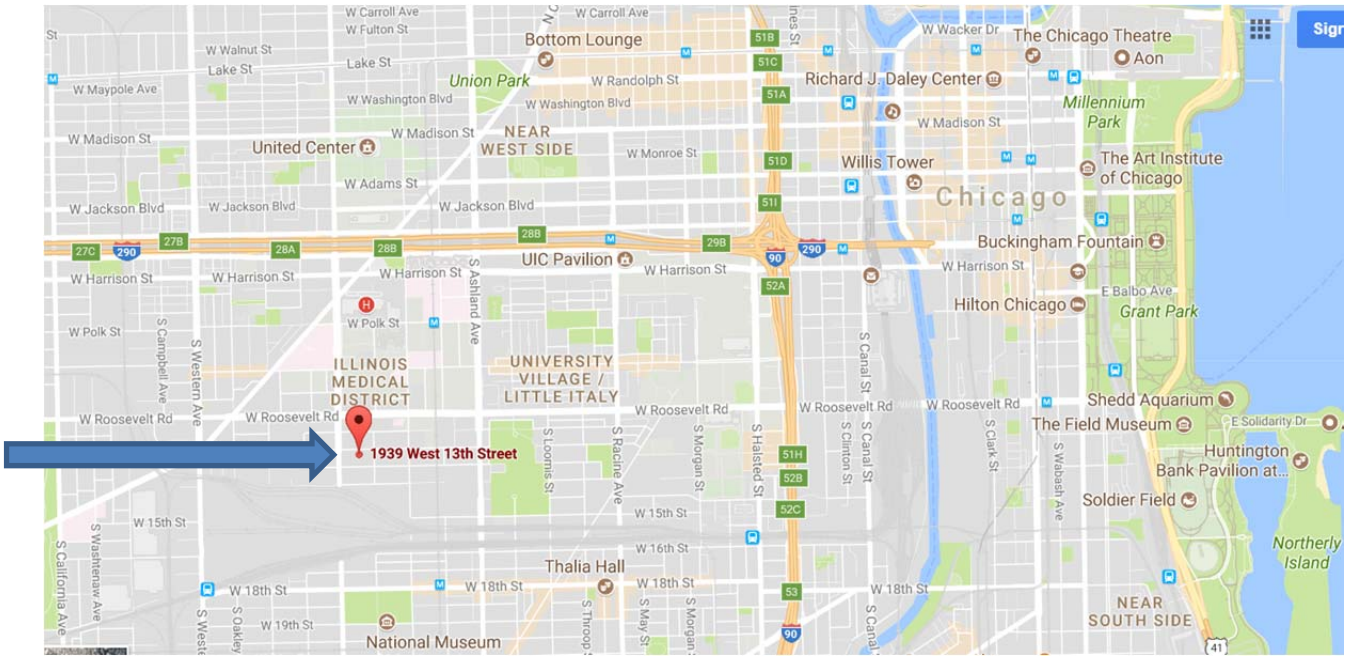 W Carroll Ave
W Carroll Ave
W Fulton St
St
W Walnut St
Bottom Lounge
51B
W Wacker Dr
The Chicago Theatre
Sign
Aon
Lake St
Lake St
Union Park
W Randolph St
51C
Richard J. Daley Center
W Maypole Ave
W Washington Blvd
W Washington Blvd
51A
Millennium
Park
W Madison St
W Madison St
NEAR
WEST SIDE
W Madison St
United Center
W Monroe St
51D
Willis Tower
The Art Institute
of Chicago
W Adams St
W Jackson Blvd
W Jackson Blvd
W Jackson Blvd
51I
Chicago
27C
290
27B
28A
28B
28B
29B
90
290
Buckingham Fountain
UIC Pavilion
W Harrison St
W Harrison St
W Harrison St
W Harrison St
52A
E Balbo Ave
Hilton Chicago
Grant Park
H
W Polk St
W Polk St
S Campbell Ave
S Western Ave
S Ashland Ave
S Canal St
ILLINOIS
MEDICAL
DISTRICT
UNIVERSITY
VILLAGE /
LITTLE ITALY
W Roosevelt Rd
W Roosevelt Rd
W Roosevelt Rd
W Roosevelt Rd
W Roosevelt Rd
Shedd Aquarium
The Field Museum
E Solidarity Dr
1939 West 13th Street
S Loomis St
S Racine Ave
S Morgan St
S Halsted St
51H
52B
52C
S Clinton St
S Canal St
S Clark St
S Wabash Ave
Huntington
Bank Pavilion at...
Soldier Field
W 15th St
W 15th St
W 16th St
S California Ave
S Washtenaw Ave
Northerly
Island
Thalia Hall
W 18th St
W 18th St
W 18th St
W 18th St
53
S Weste
S Oakley
W 19th St
National Museum
S Throop S
S May St
S Morgan
90
S Canal
NEAR
SOUTH SIDE
41